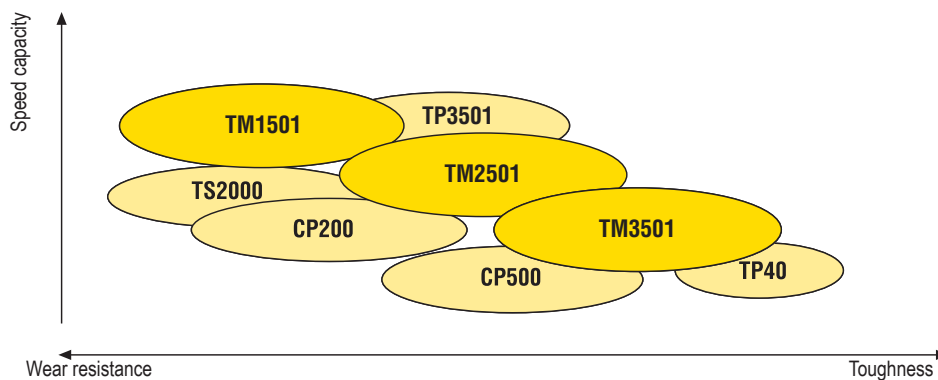 Speed capacity
TP3501
TM1501
TM2501
TS2000
CP200
TM3501
TP40
CP500
Wear resistance
Toughness